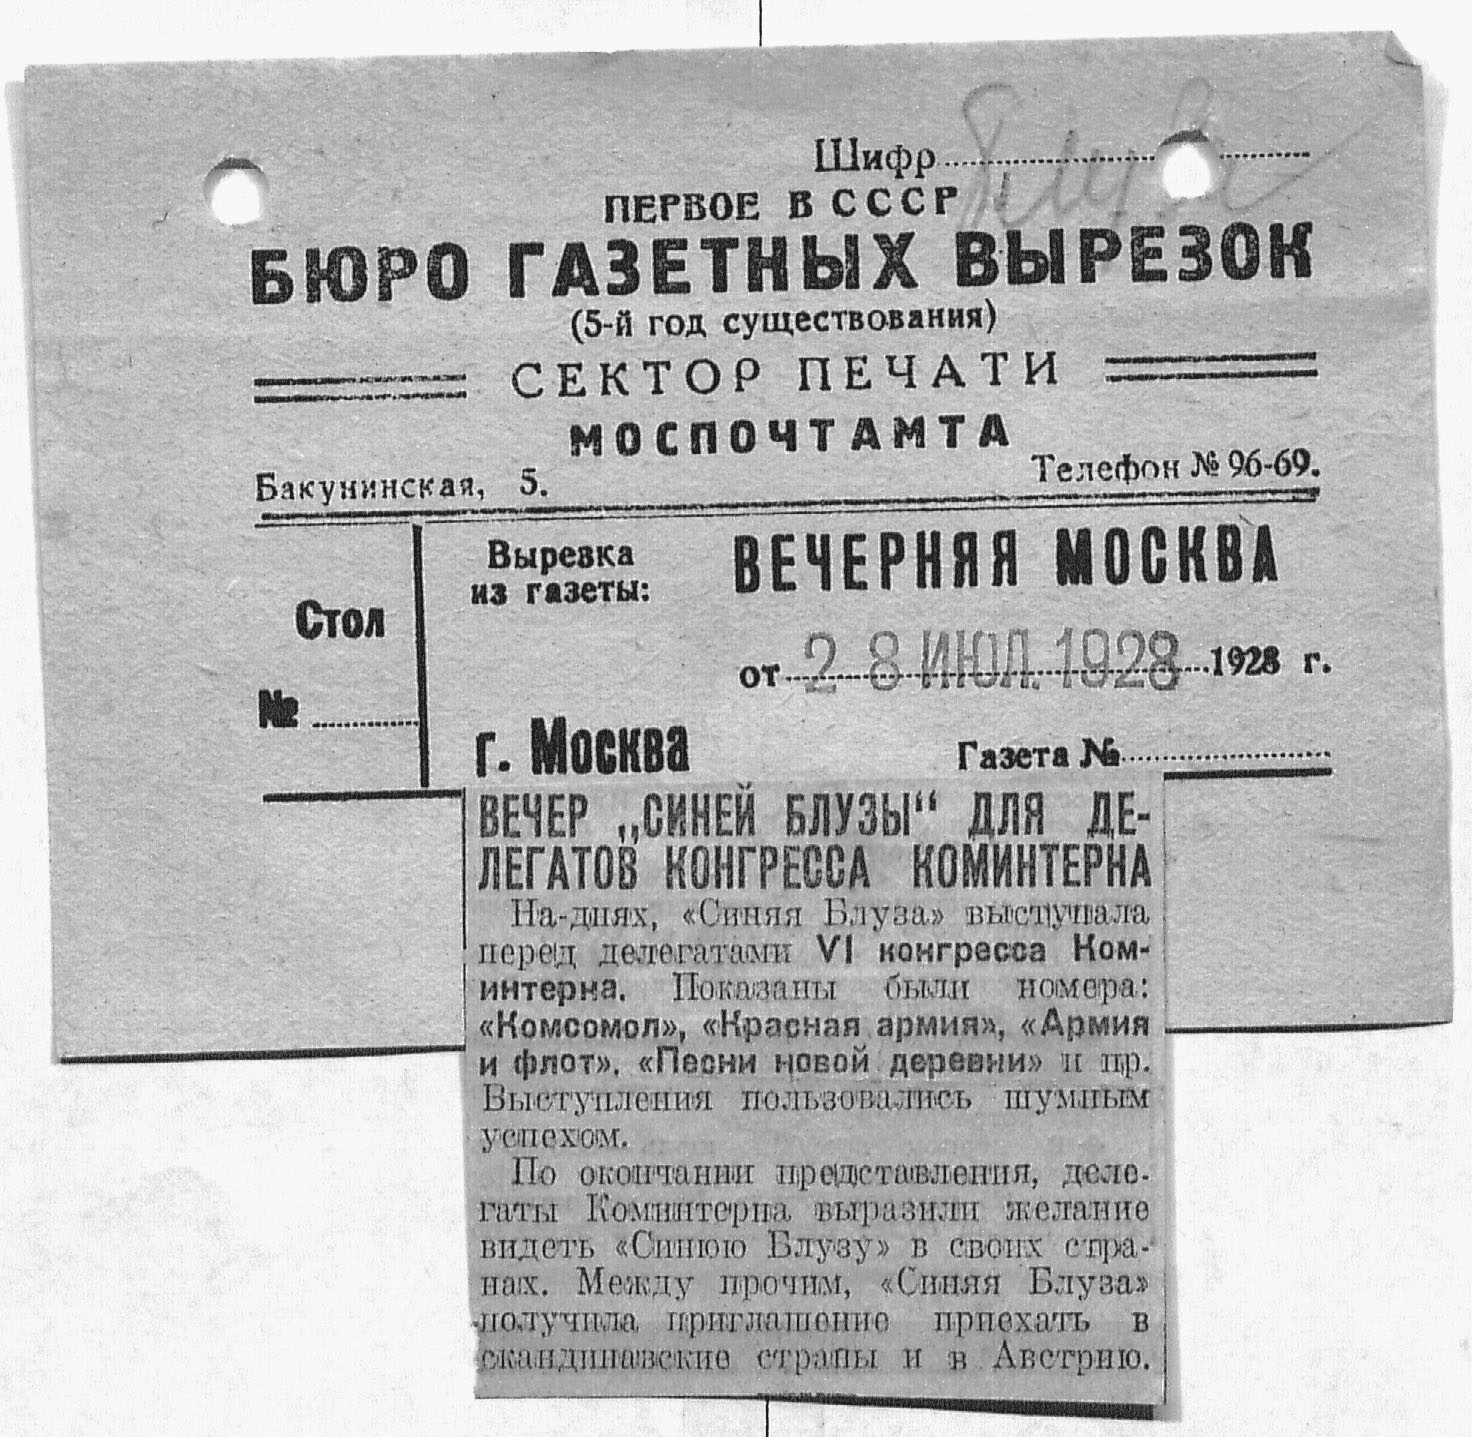 Шифр
ПЕРВОЕ В СССР
БЮРО ГАЗЕТНЫХ ВЫРЕЗОК
(5-й год существования)
СЕКТОР ПЕЧАТИ
МОСПОЧТАМТА
Бакунинская, 5.
Телефон № 96-69.
Вырезка
из газеты:
ВЕЧЕРНЯЯ МОСКВА
Стол
№
от 28 ИЮЛ. 1928 1928 г.
г. Москва
Газета №
ВЕЧЕР „СИНЕЙ БЛУЗЫ“ ДЛЯ ДЕ-
ЛЕГАТОВ КОНГРЕССА КОМИНТЕРНА
На-днях, «Синяя Блуза» выступала
перед делегатами VI конгресса Ком-
интерна. Показаны были номера:
«Комсомол», «Красная армия», «Армия
и флот», «Песни новой деревни» и пр.
Выступления пользовались шумным
успехом.
По окончании представления, деле-
гаты Коминтерна выразили желание
видеть «Синюю Блузу» в своих стра-
нах. Между прочим, «Синяя Блуза»
получила приглашение приехать в
скандинавские страны и в Австрию.